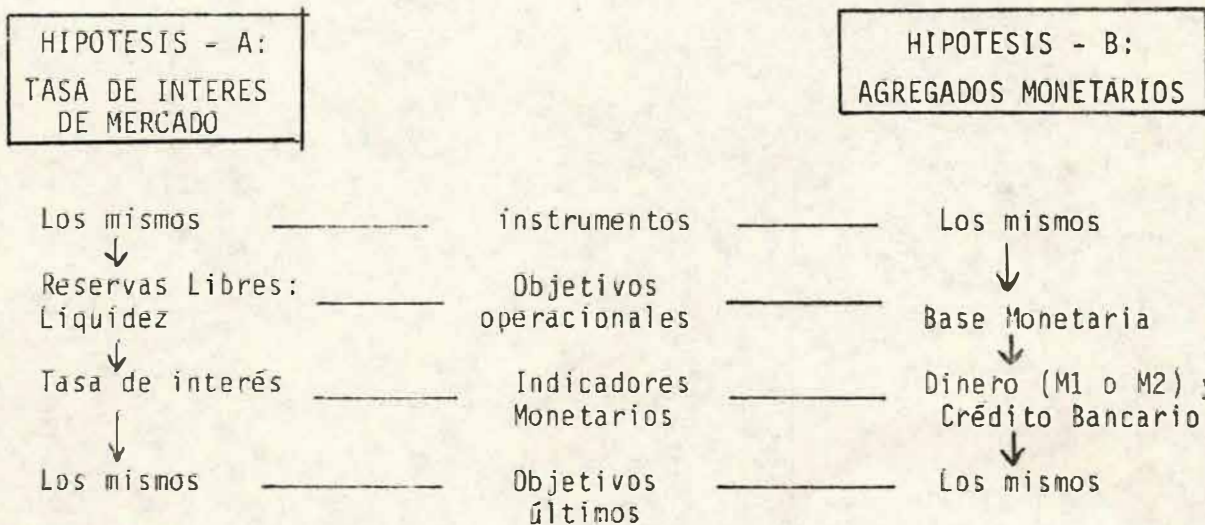 HIPOTESIS - A:
TASA DE INTERES
DE MERCADO
HIPOTESIS - B:
AGREGADOS MONETARIOS
Los mismos instrumentos Los mismos
Reservas Libres: Objetivos
Liquidez operacionales Base Monetaria
Tasa de interés Indicadores Dinero (M1 o M2) y
Monetarios Crédito Bancario
Los mismos Objetivos Los mismos
últimos